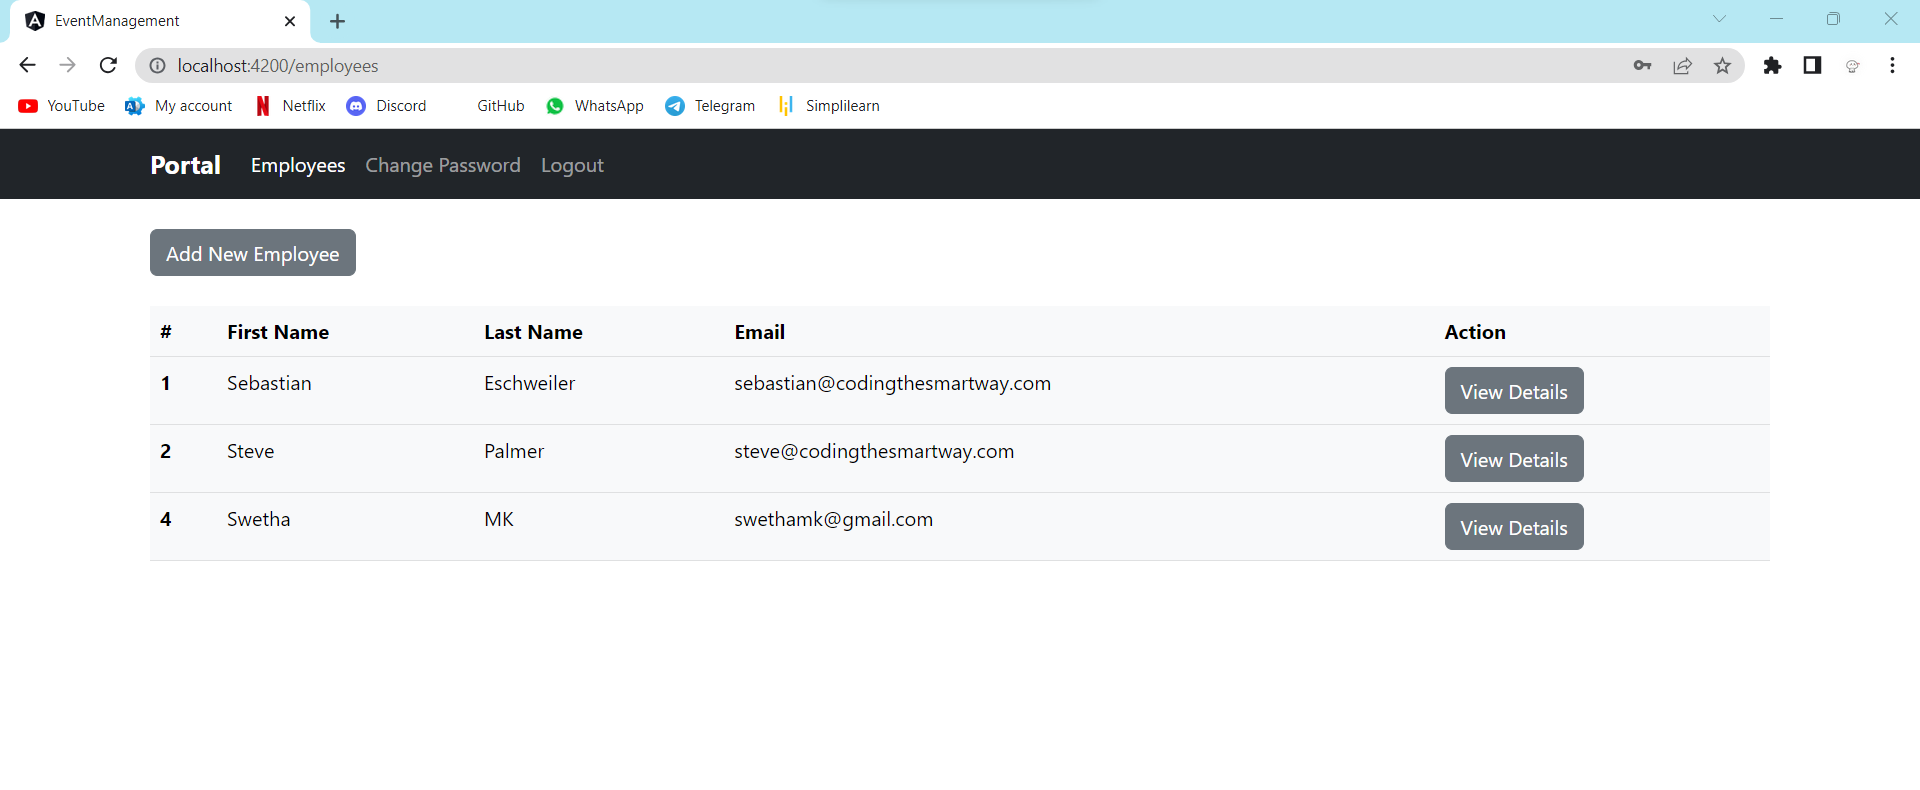 EventManagement
localhost:4200/employees
YouTube My account Netflix Discord GitHub WhatsApp Telegram Simplilearn
Portal Employees Change Password Logout
Add New Employee
# First Name Last Name Email Action
1 Sebastian Eschweiler sebastian@codingthesmartway.com View Details
2 Steve Palmer steve@codingthesmartway.com View Details
4 Swetha MK swethamk@gmail.com View Details